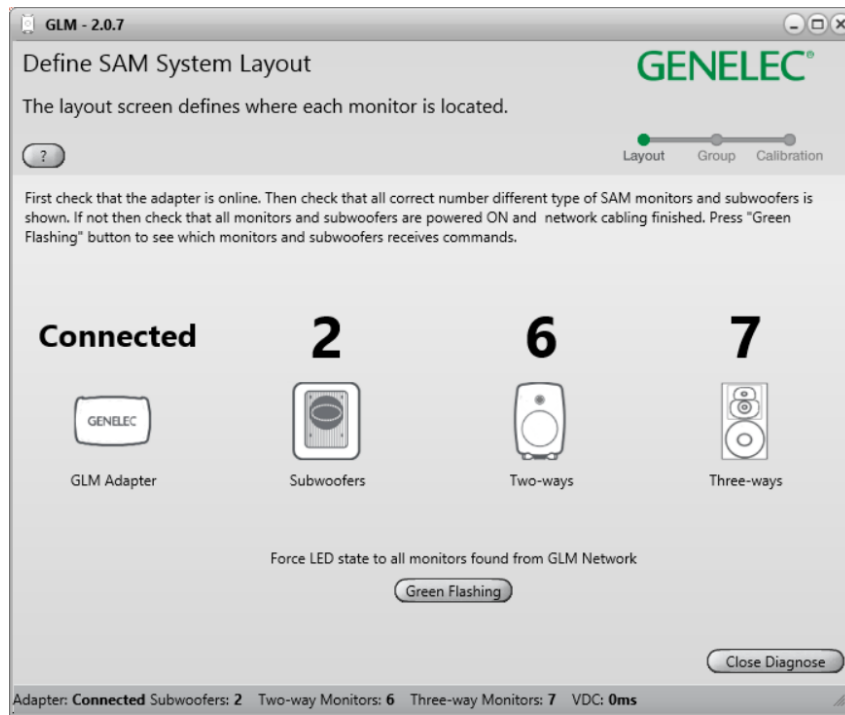 GLM - 2.0.7
Define SAM System Layout
GENELEC®
The layout screen defines where each monitor is located.
?
Layout Group Calibration
First check that the adapter is online. Then check that all correct number different type of SAM monitors and subwoofers is
shown. If not then check that all monitors and subwoofers are powered ON and network cabling finished. Press "Green
Flashing" button to see which monitors and subwoofers receives commands.
Connected 2 6 7
GENELEC
GLM Adapter Subwoofers Two-ways Three-ways
Force LED state to all monitors found from GLM Network
Green Flashing
Close Diagnose
Adapter: Connected Subwoofers: 2 Two-way Monitors: 6 Three-way Monitors: 7 VDC: 0ms